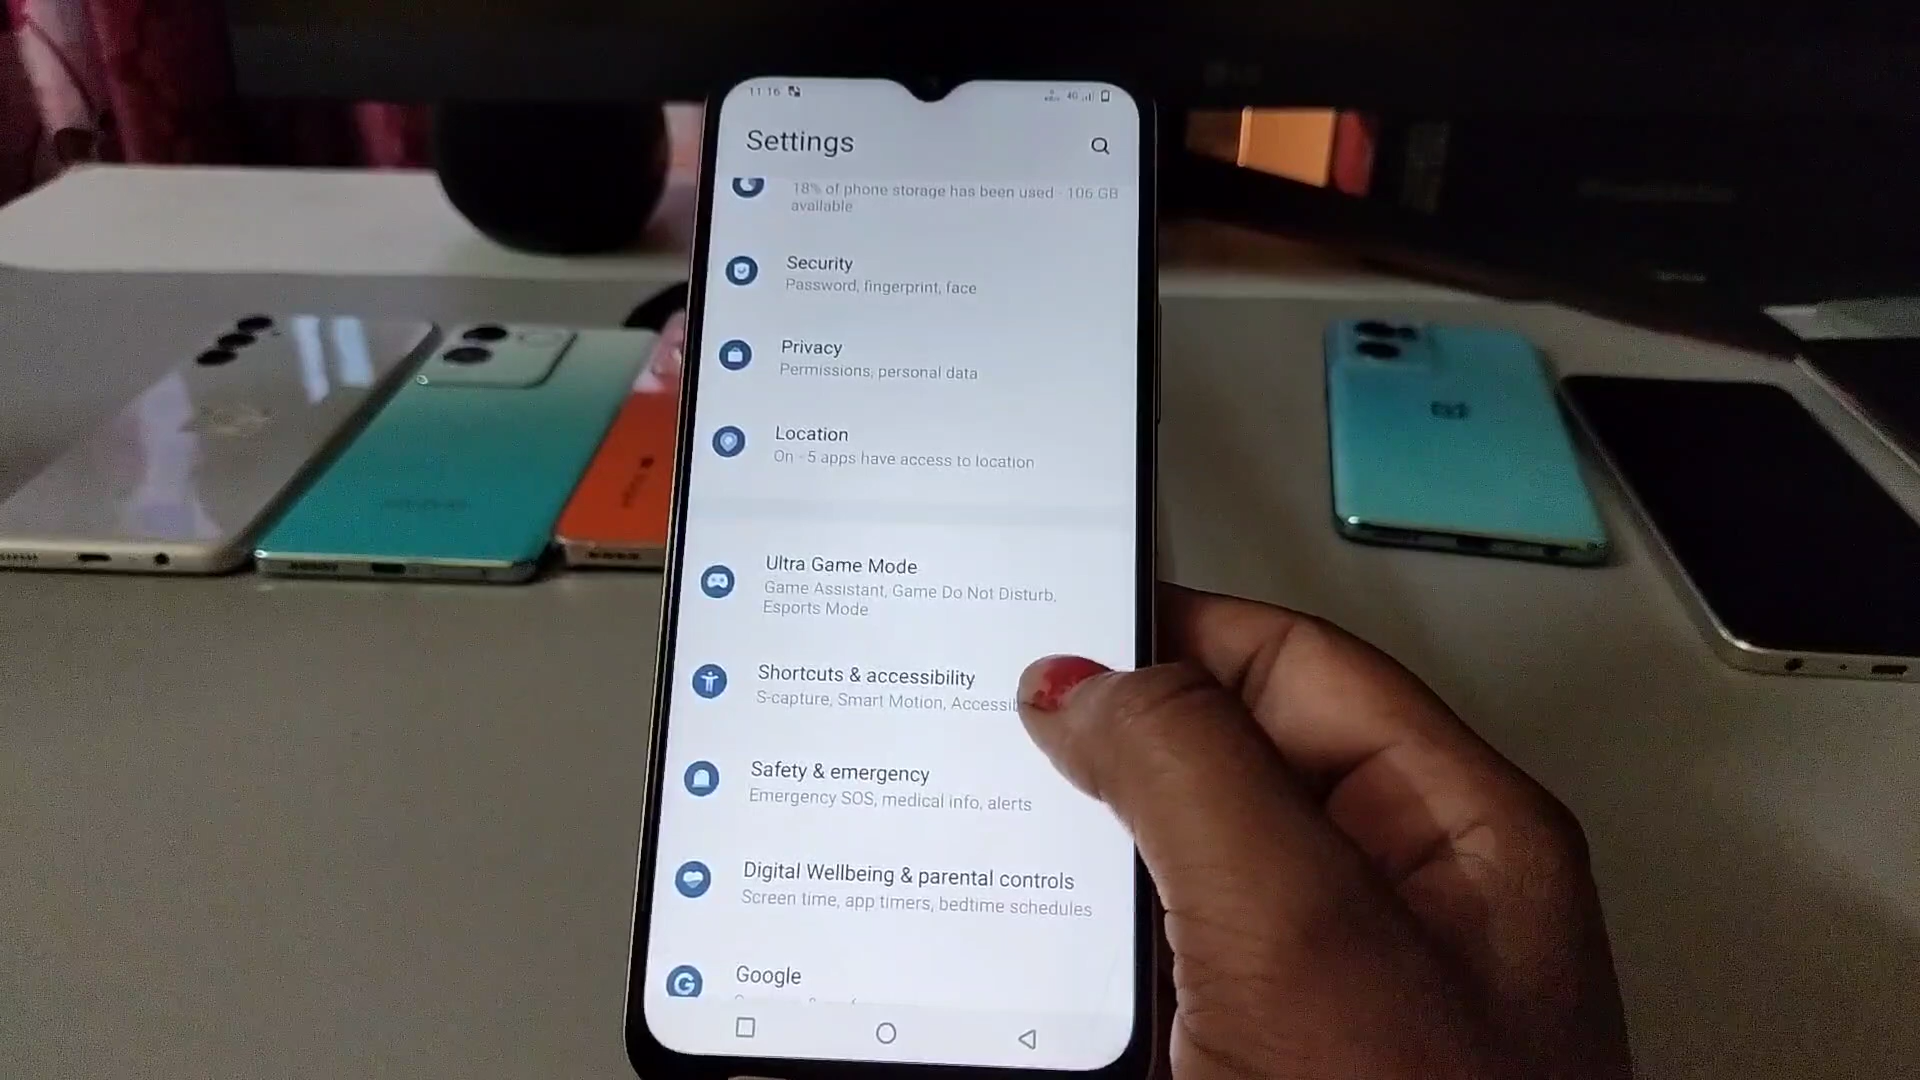 11:16
4G
Settings
18% of phone storage has been used - 106 GB
available
Security
Password, fingerprint, face
Privacy
Permissions, personal data
Location
On - 5 apps have access to location
Ultra Game Mode
Game Assistant, Game Do Not Disturb,
Esports Mode
Shortcuts & accessibility
S-capture, Smart Motion,
Safety & emergency
Emergency SOS, medical info, alerts
Digital Wellbeing & parental controls
Screen time, app timers, bedtime schedules
Google